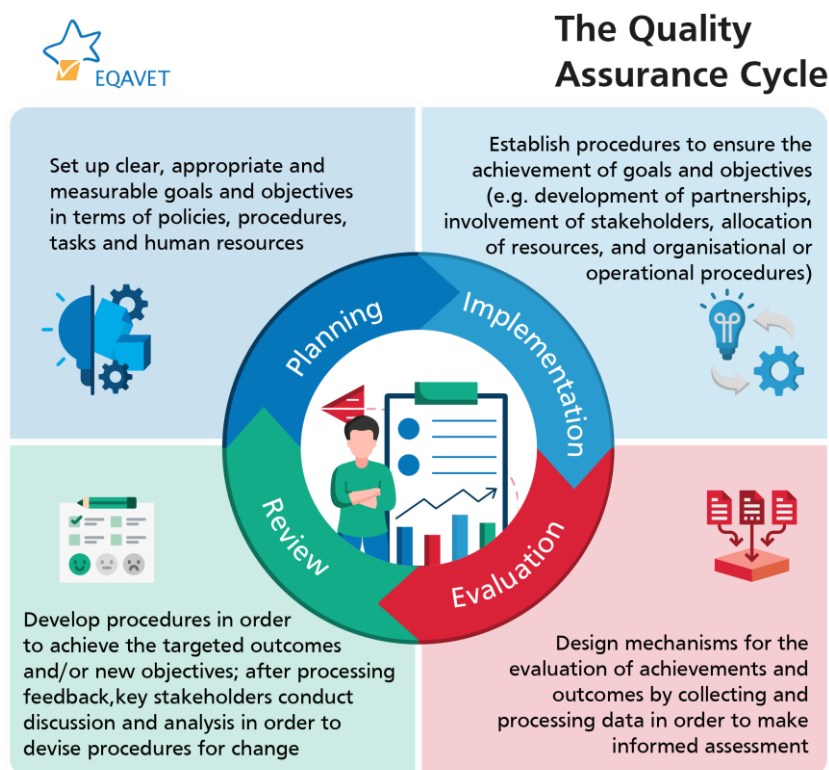 EQAVET
The Quality
Assurance Cycle
Set up clear, appropriate and
measurable goals and objectives
in terms of policies, procedures,
tasks and human resources
Establish procedures to ensure the
achievement of goals and objectives
(e.g. development of partnerships,
involvement of stakeholders, allocation
of resources, and organisational or
operational procedures)
Planning
Implementation
Review
Evaluation
Develop procedures in order
to achieve the targeted outcomes
and/or new objectives; after processing
feedback,key stakeholders conduct
discussion and analysis in order to
devise procedures for change
Design mechanisms for the
evaluation of achievements and
outcomes by collecting and
processing data in order to make
informed assessment